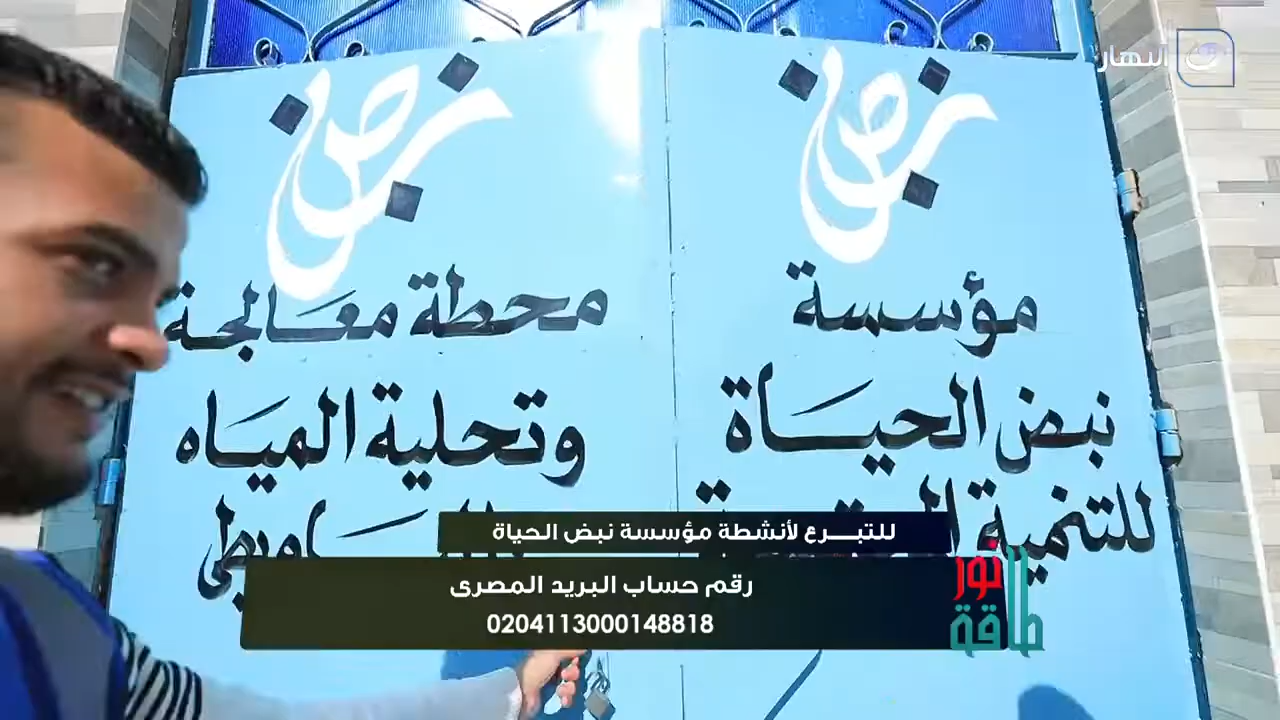 النهار
نبض
مؤسسة
نبض الحياة
للتنمية
نبض
محطة معالجة
وتحلية المياه
للتبرع لأنشطة مؤسسة نبض الحياة
رقم حساب البريد المصرى
0204113000148818
طاقة نور